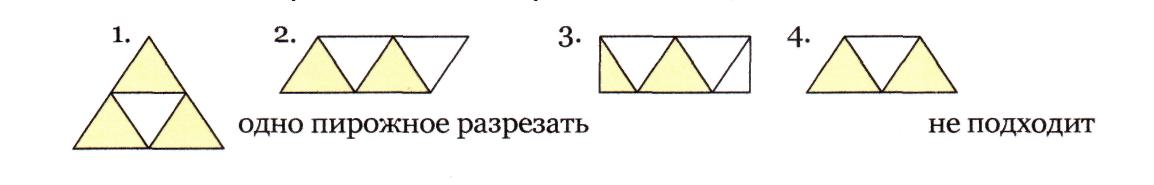 1. 2. 3. 4.
одно пирожное разрезать не подходит